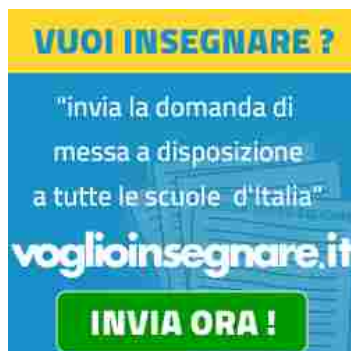 VUOI INSEGNARE ?
"invia la domanda di
messa a disposizione
a tutte le scuole d'Italia"
voglioinsegnare.it
INVIA ORA !